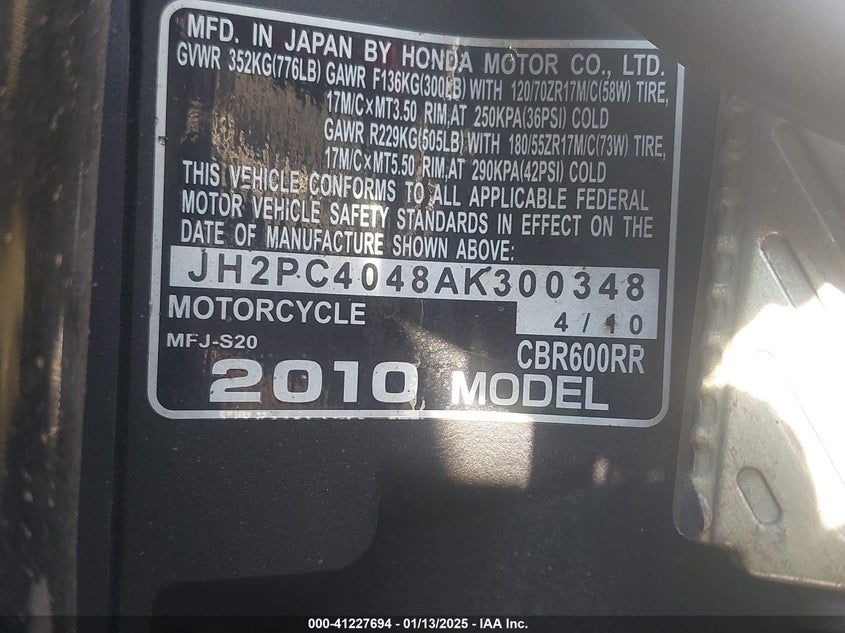 MFD. IN JAPAN BY HONDA MOTOR CO., LTD.
GVWR 352KG(776LB) GAWR F136KG(300LB) WITH 120/70ZR17M/C(58W) TIRE,
17M/C×MT3.50 RIM, AT 250KPA(36PSI) COLD
GAWR R229KG(505LB) WITH 180/55ZR17M/C(73W) TIRE,
17M/C×MT5.50 RIM, AT 290KPA(42PSI) COLD
THIS VEHICLE CONFORMS TO ALL APPLICABLE FEDERAL
MOTOR VEHICLE SAFETY STANDARDS IN EFFECT ON THE
DATE OF MANUFACTURE SHOWN ABOVE:
JH2PC4048AK300348
MOTORCYCLE 4/10
MFJ-S20 CBR600RR
2010 MODEL
000-41227694 - 01/13/2025 - IAA Inc.